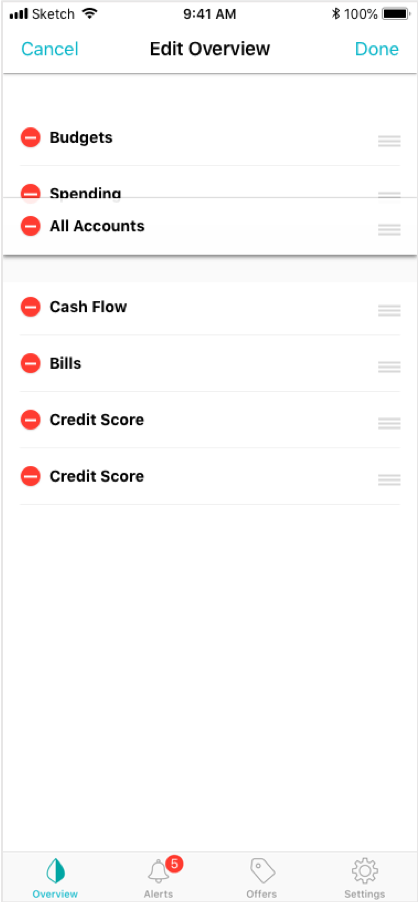 Sketch 9:41 AM 100%
Cancel Edit Overview Done
Budgets
Spending
All Accounts
Cash Flow
Bills
Credit Score
Credit Score
5
Overview Alerts Offers Settings